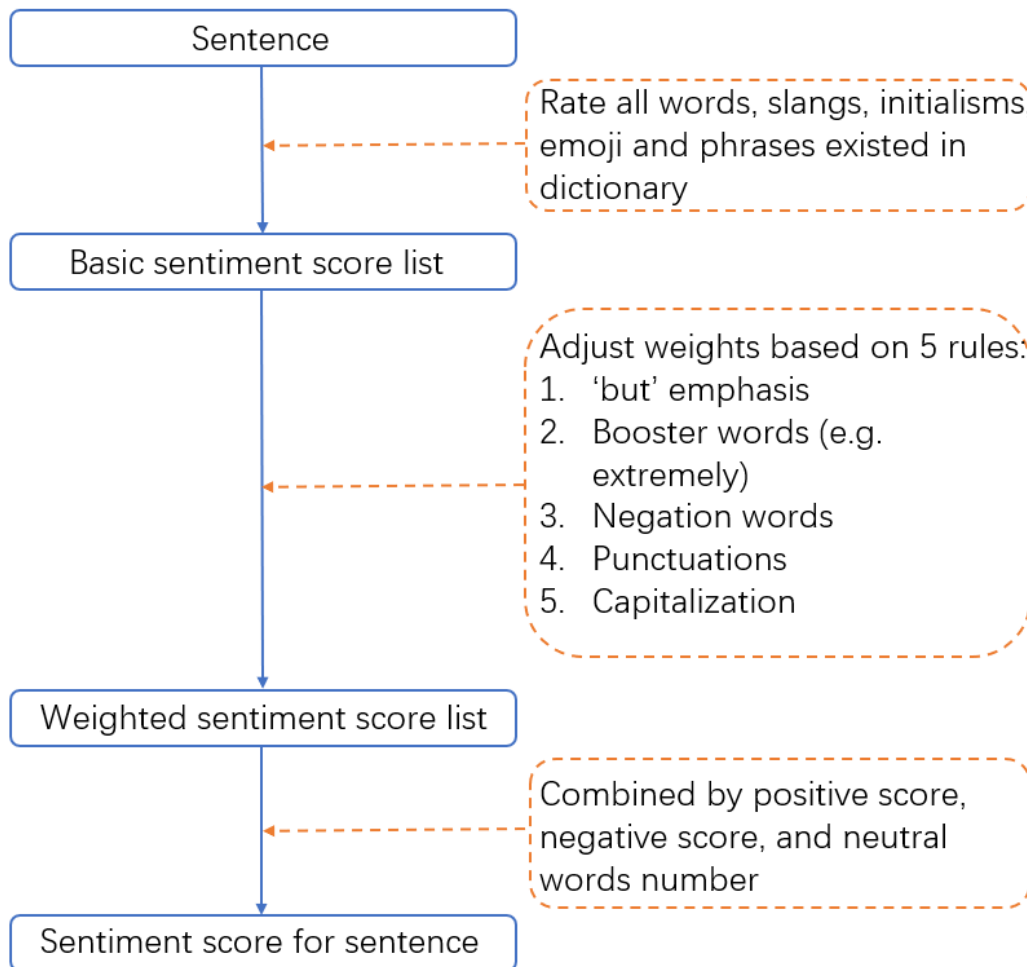 Sentence
Rate all words, slangs, initialisms
emoji and phrases existed in
dictionary
Basic sentiment score list
Adjust weights based on 5 rules:
1. ‘but’ emphasis
2. Booster words (e.g.
extremely)
3. Negation words
4. Punctuations
5. Capitalization
Weighted sentiment score list
Combined by positive score,
negative score, and neutral
words number
Sentiment score for sentence